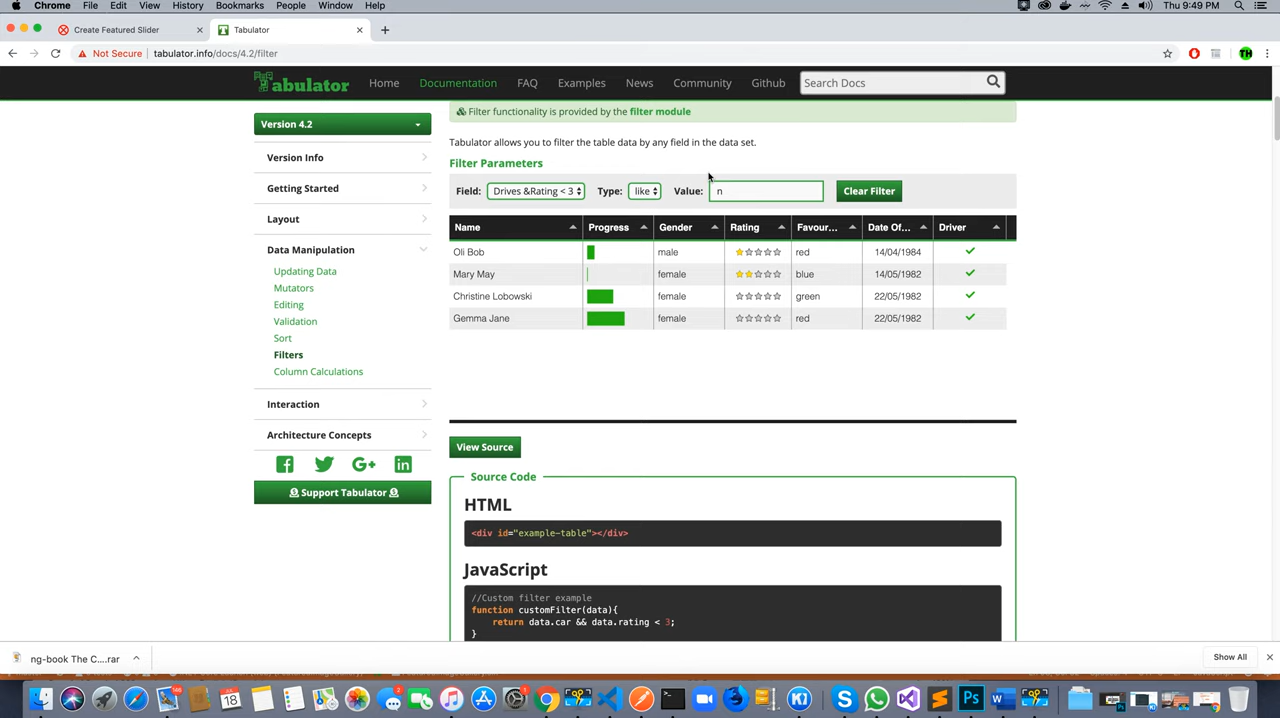 Chrome File Edit View History Bookmarks People Window Help Thu 9:49 PM
Create Featured Slider Tabulator
Not Secure tabulator.info/docs/4.2/filter
Tabulator Home Documentation FAQ Examples News Community Github Search Docs
Version 4.2
Version Info
Getting Started
Layout
Data Manipulation
Updating Data
Mutators
Editing
Validation
Sort
Filters
Column Calculations
Interaction
Architecture Concepts
Support Tabulator
Filter functionality is provided by the filter module
Tabulator allows you to filter the table data by any field in the data set.
Filter Parameters
Field: Drives &Rating < 3 Type: like Value: n Clear Filter
Name Progress Gender Rating Favour... Date Of... Driver
Oli Bob male red 14/04/1984
Mary May female blue 14/05/1982
Christine Lobowski female green 22/05/1982
Gemma Jane female red 22/05/1982
View Source
Source Code
HTML
<div id="example-table"></div>
JavaScript
//Custom filter example
function customFilter(data){
return data.car && data.rating < 3;
}
ng-book The C....rar Show All